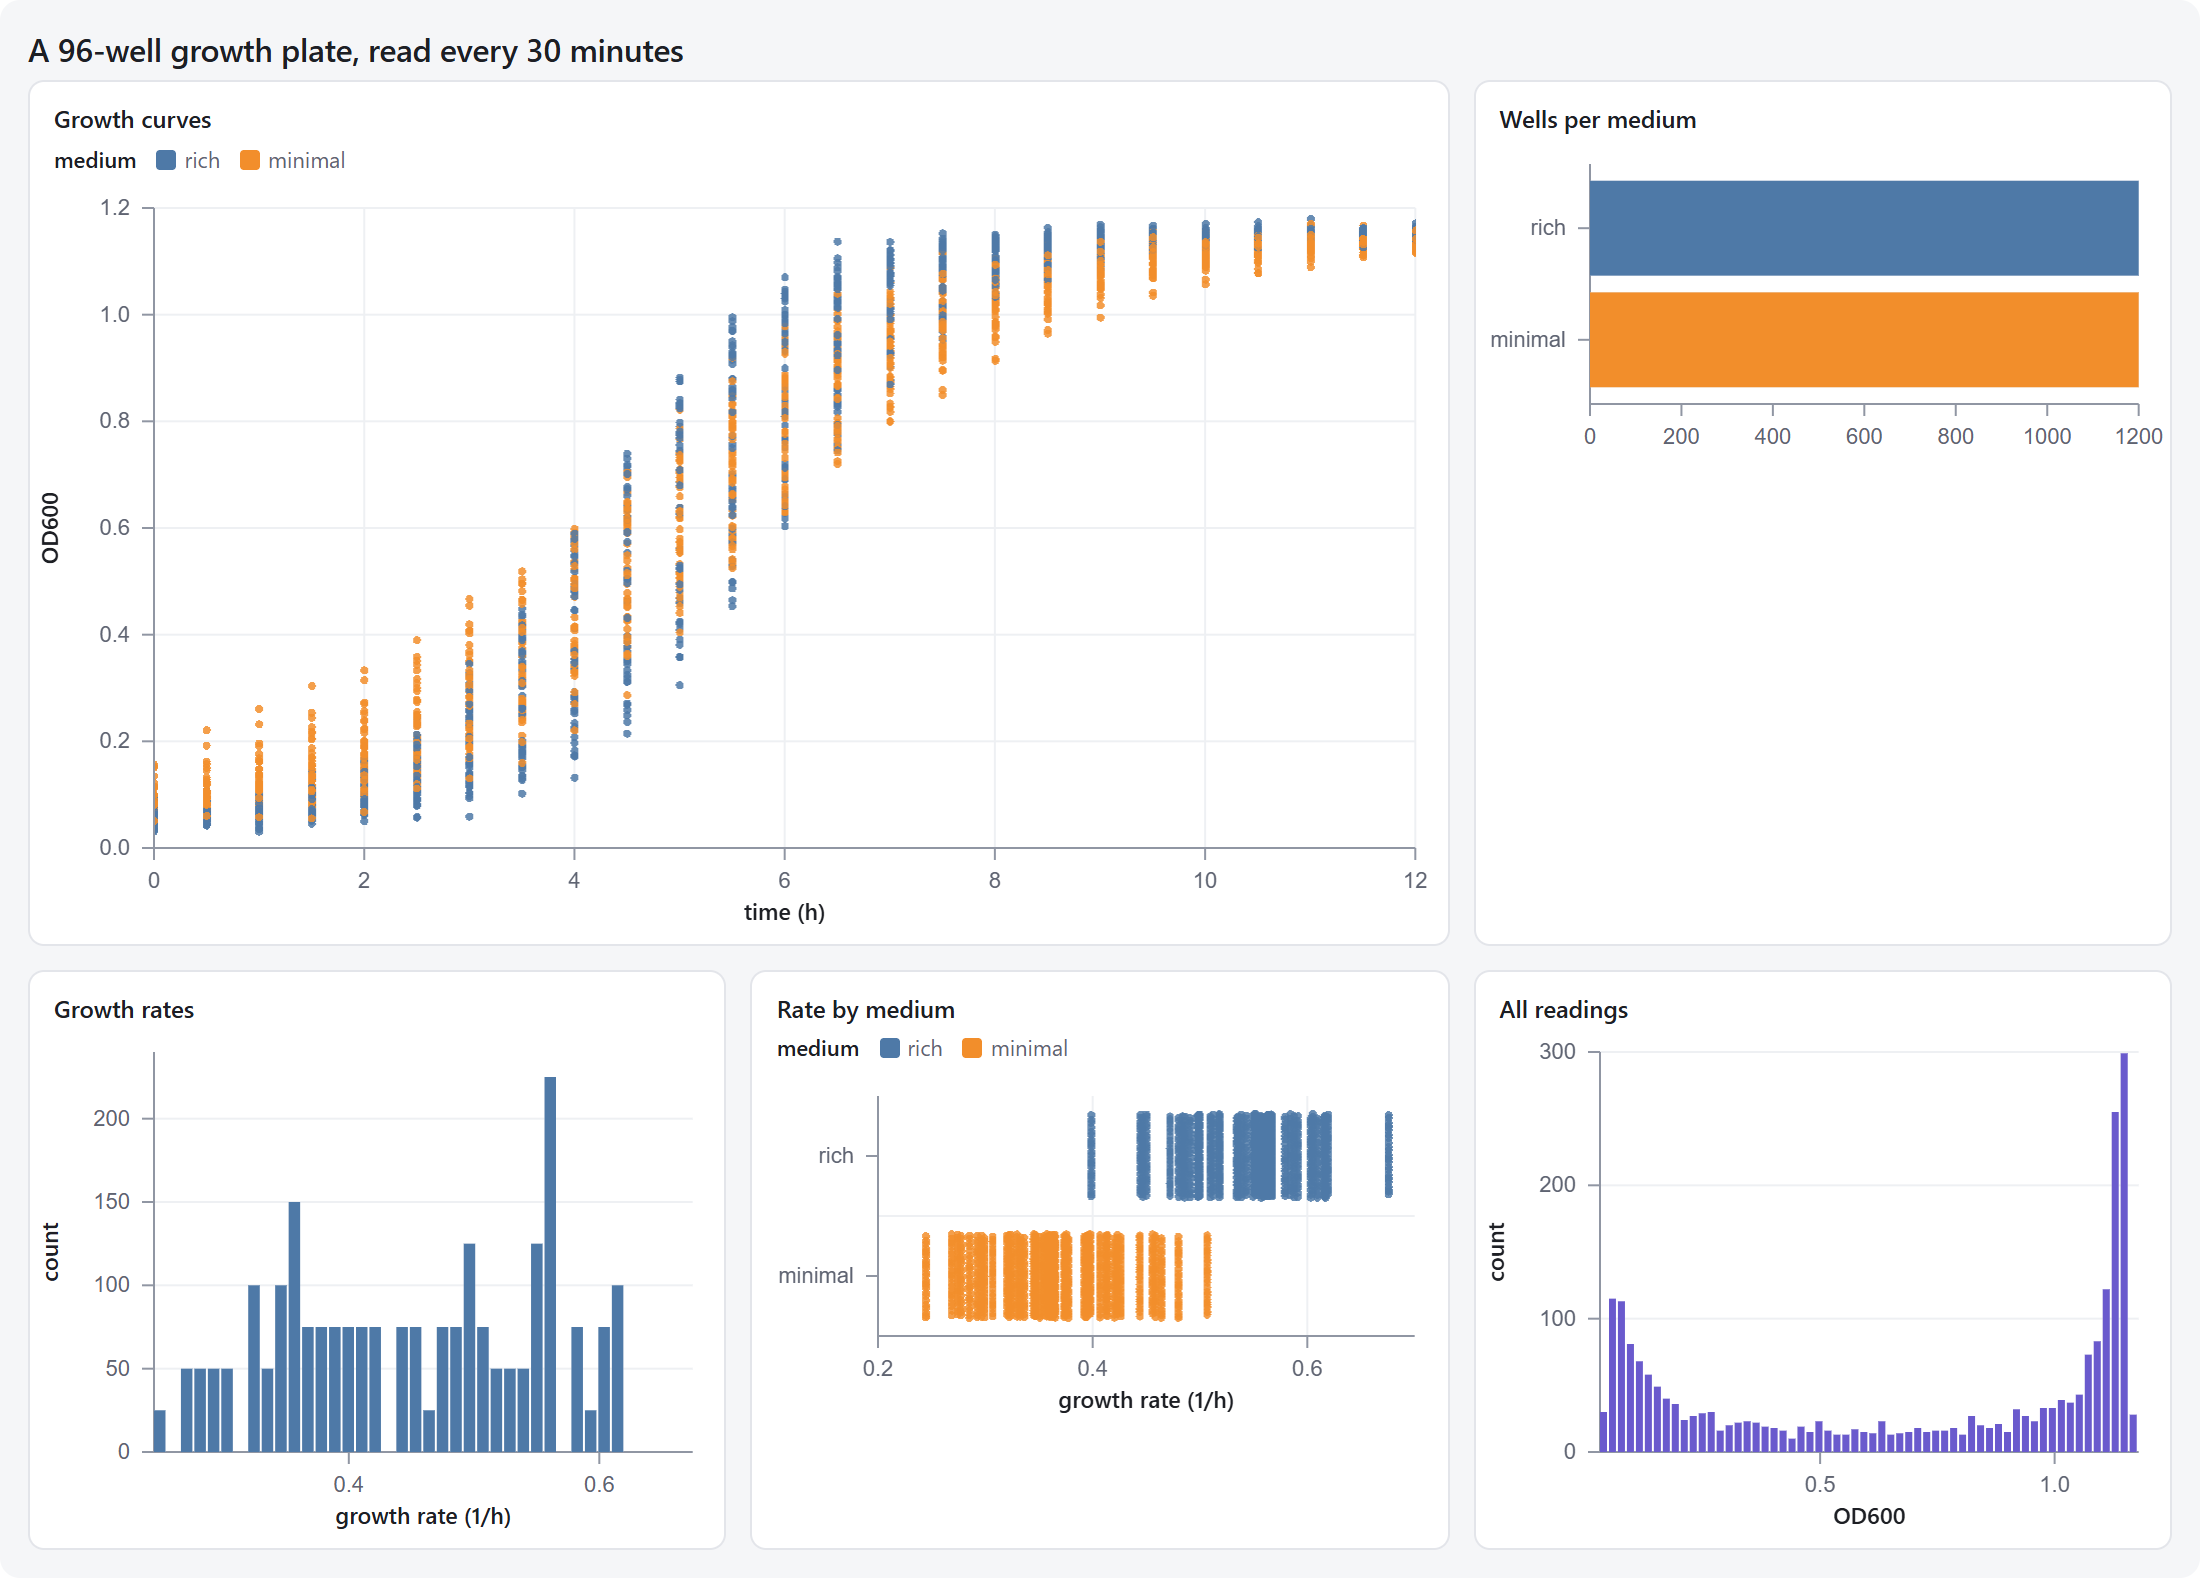 A 96-well growth plate, read every 30 minutes
Growth curves
medium rich minimal
1.2
1.0
0.8
0.6
0.4
0.2
0.0
OD600
0 2 4 6 8 10 12
time (h)
Wells per medium
rich
minimal
0 200 400 600 800 1000 1200
Growth rates
200
150
100
50
0
count
0.4 0.6
growth rate (1/h)
Rate by medium
medium rich minimal
rich
minimal
0.2 0.4 0.6
growth rate (1/h)
All readings
300
200
100
0
count
0.5 1.0
OD600